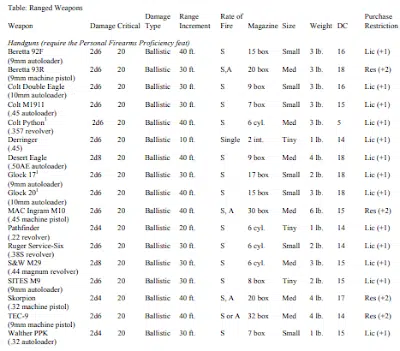 Table: Ranged Weapons
Damage Range Rate of Purchase
Weapon Damage Critical Type Increment Fire Magazine Size Weight DC Restriction
Handguns (require the Personal Firearms Proficiency feat)
Beretta 92F 2d6 20 Ballistic 40 ft. S 15 box Small 3 lb. 16 Lic (+1)
(9mm autoloader)
Beretta 93R 2d6 20 Ballistic 30 ft. S,A 20 box Med 3 lb. 18 Res (+2)
(9mm machine pistol)
Colt Double Eagle 2d6 20 Ballistic 30 ft. S 9 box Small 3 lb. 16 Lic (+1)
(10mm autoloader)
Colt M1911 2d6 20 Ballistic 30 ft. S 7 box Small 3 lb. 15 Lic (+1)
(.45 autoloader)
Colt Python 2d6 20 Ballistic 40 ft. S 6 cyl. Med 3 lb. 5 Lic (+1)
(.357 revolver)
Derringer 2d6 20 Ballistic 10 ft. Single 2 int. Tiny 1 lb. 14 Lic (+1)
(.45)
Desert Eagle 2d8 20 Ballistic 40 ft. S 9 box Med 4 lb. 18 Lic (+1)
(.50AE autoloader)
Glock 17 2d6 20 Ballistic 30 ft. S 17 box Small 2 lb. 18 Lic (+1)
(9mm autoloader)
Glock 20 2d6 20 Ballistic 40 ft. S 15 box Small 3 lb. 18 Lic (+1)
(10mm autoloader)
MAC Ingram M10 2d6 20 Ballistic 40 ft. S, A 30 box Med 6 lb. 15 Res (+2)
(.45 machine pistol)
Pathfinder 2d4 20 Ballistic 20 ft. S 6 cyl. Tiny 1 lb. 14 Lic (+1)
(.22 revolver)
Ruger Service-Six 2d6 20 Ballistic 30 ft. S 6 cyl. Small 2 lb. 14 Lic (+1)
(.38S revolver)
S&W M29 2d8 20 Ballistic 30 ft. S 6 cyl. Med 3 lb. 15 Lic (+1)
(.44 magnum revolver)
SITES M9 2d6 20 Ballistic 30 ft. S 8 box Tiny 2 lb. 15 Lic (+1)
(9mm autoloader)
Skorpion 2d4 20 Ballistic 40 ft. S, A 20 box Med 4 lb. 17 Res (+2)
(.32 machine pistol)
TEC-9 2d6 20 Ballistic 40 ft. S or A 32 box Med 4 lb. 14 Res (+2)
(9mm machine pistol)
Walther PPK 2d4 20 Ballistic 30 ft. S 7 box Small 1 lb. 15 Lic (+1)
(.32 autoloader)